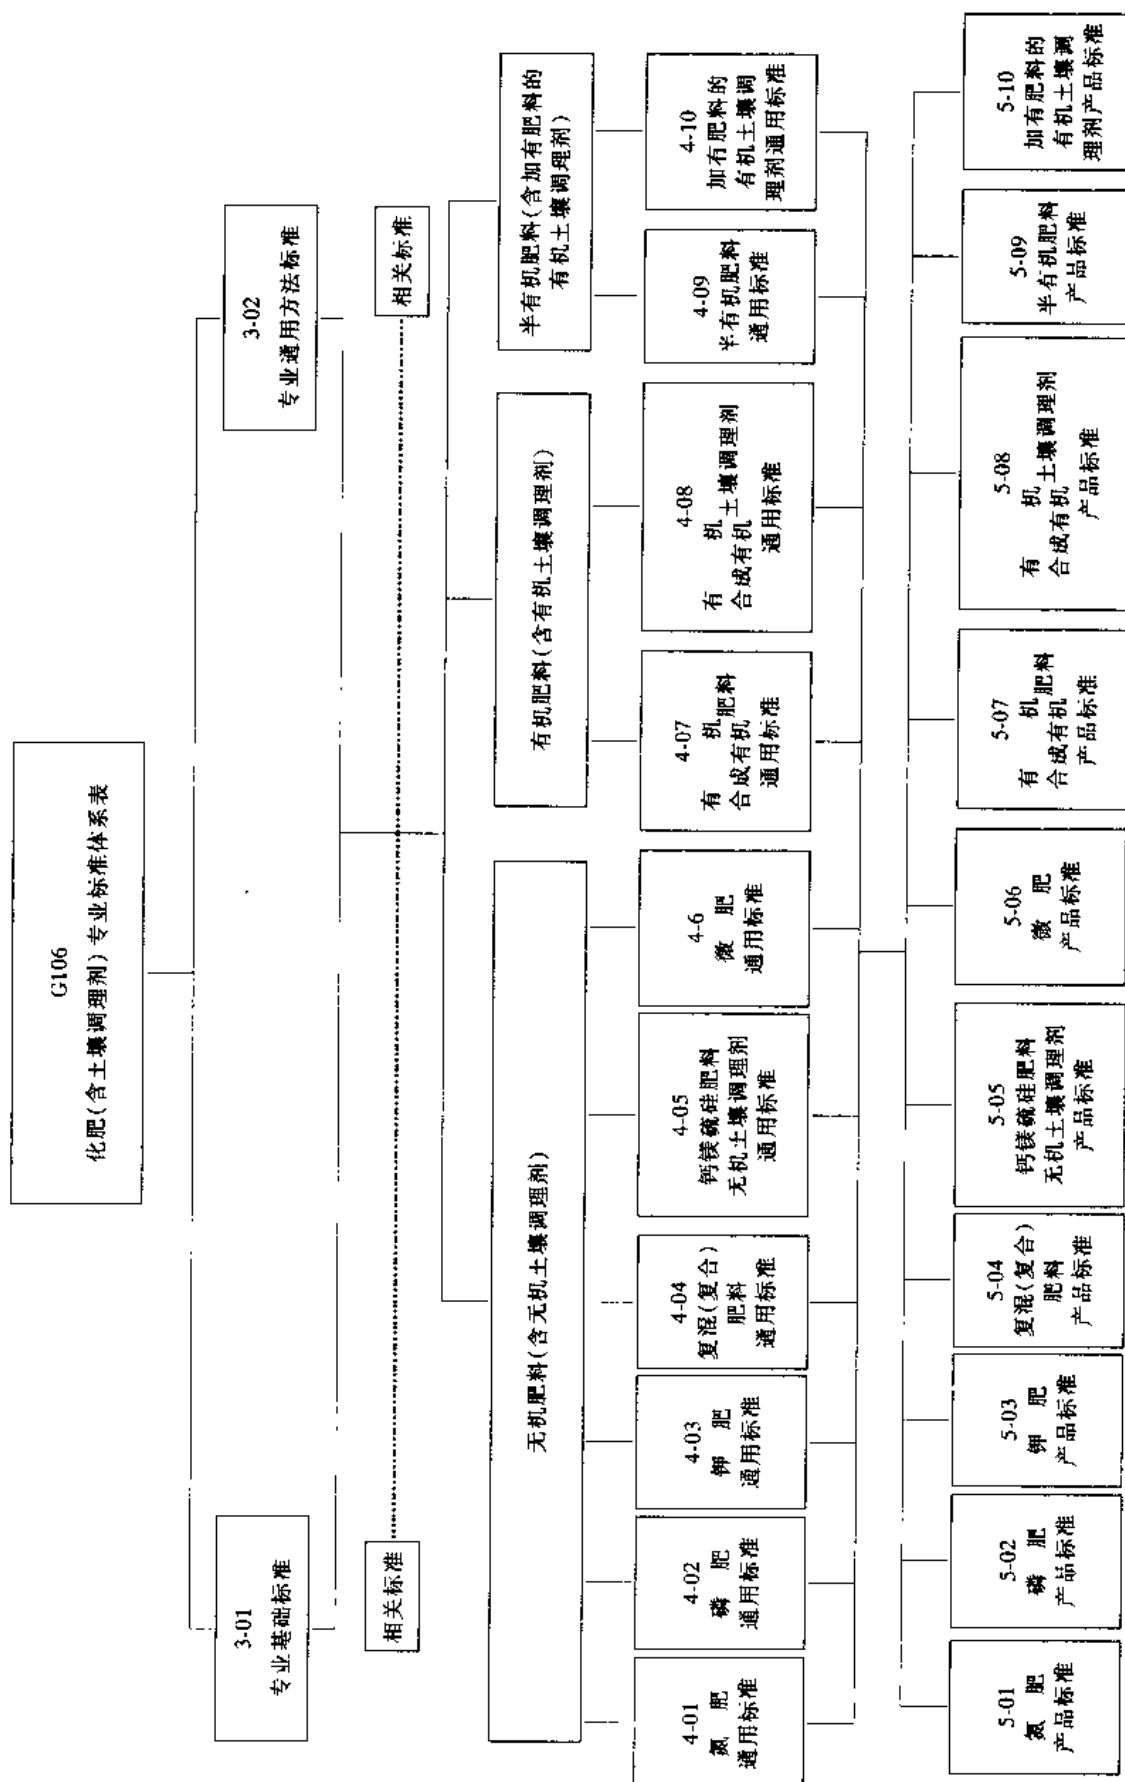 G106
化肥(含土壤调理剂)专业标准体系表
3-01
专业基础标准
3-02
专业通用方法标准
相关标准
相关标准
无机肥料(含无机土壤调理剂)
有机肥料(含有机土壤调理剂)
半有机肥料(含加有肥料的
有机土壤调理剂)
4-01
氮 肥
通用标准
4-02
磷 肥
通用标准
4-03
钾 肥
通用标准
4-04
复混(复合)
肥料
通用标准
4-05
钙镁硫硅肥料
无机土壤调理剂
通用标准
4-6
微 肥
通用标准
4-07
有 机
合成有机
肥料
通用标准
4-08
有 机
合成有机
土壤调理剂
通用标准
4-09
半有机肥料
通用标准
4-10
加有肥料的
有机土壤调
理剂通用标准
5-01
氮 肥
产品标准
5-02
磷 肥
产品标准
5-03
钾 肥
产品标准
5-04
复混(复合)
肥料
产品标准
5-05
钙镁硫硅肥料
无机土壤调理剂
产品标准
5-06
微 肥
产品标准
5-07
有 机
合成有机
肥料
产品标准
5-08
有 机
合成有机
土壤调理剂
产品标准
5-09
半有机肥料
产品标准
5-10
加有肥料的
有机土壤调
理剂产品标准